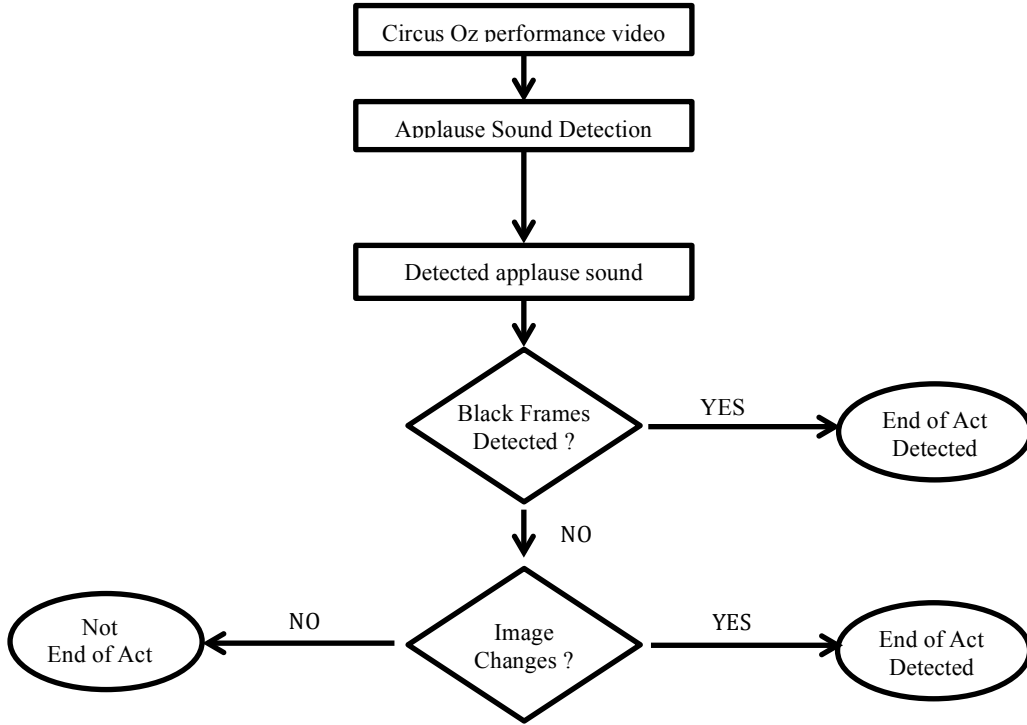 Circus Oz performance video
Applause Sound Detection
Detected applause sound
Black Frames
Detected ?
YES
End of Act
Detected
NO
Not
End of Act
NO
Image
Changes ?
YES
End of Act
Detected